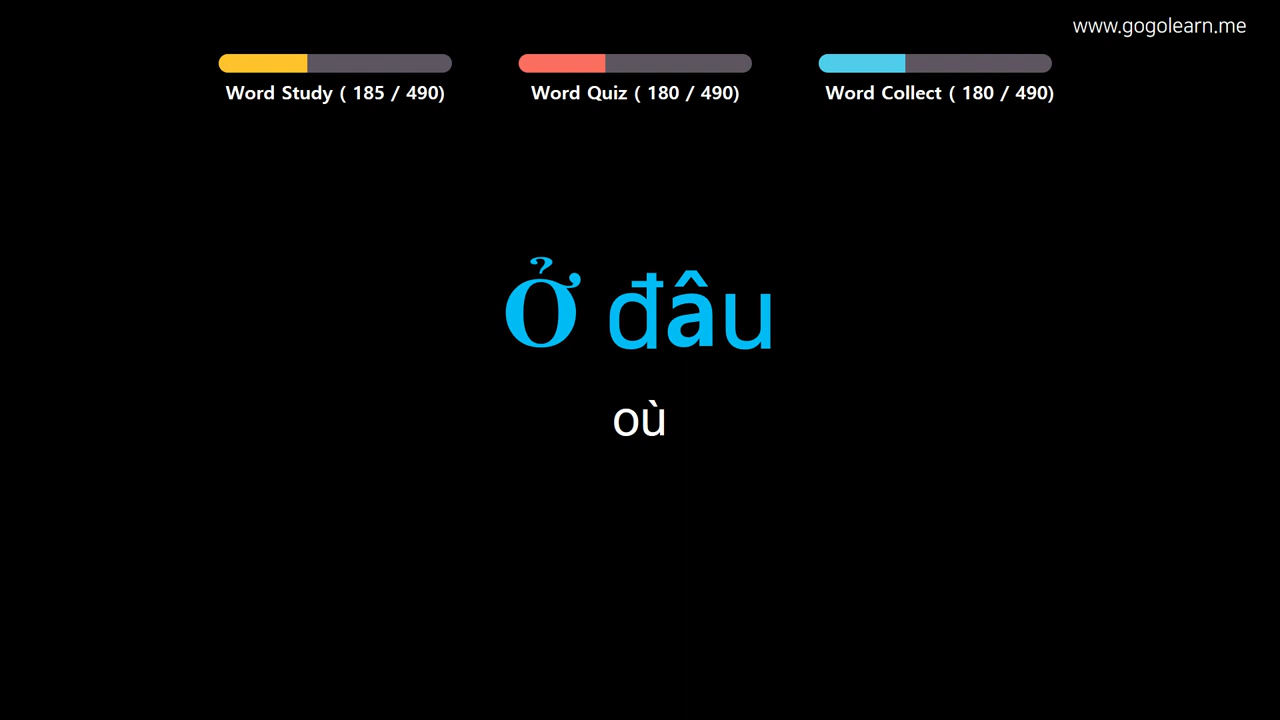 www.gogolearn.me
Word Study ( 185 / 490)
Word Quiz ( 180 / 490)
Word Collect ( 180 / 490)
Ở đâu
où